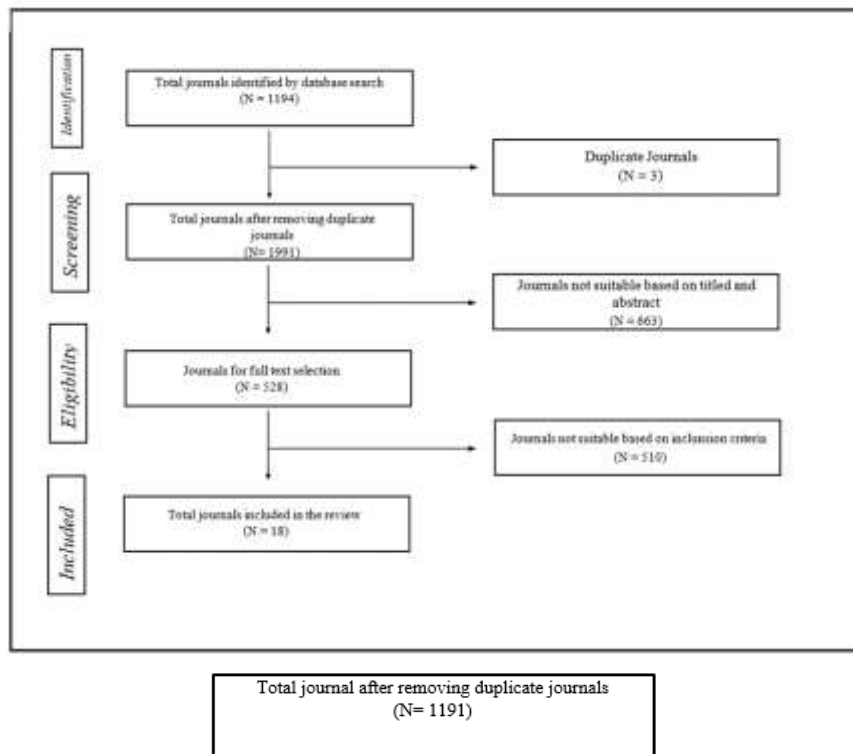 Identification
Total journals identified by database search
(N = 1194)
Duplicate Journals
(N = 3)
Screening
Total journals after removing duplicate
journals
(N= 1991)
Journals not suitable based on titled and
abstract
(N = 663)
Eligibility
Journals for full text selection
(N = 528)
Journals not suitable based on inclussion criteria
(N = 510)
Included
Total journals included in the review
(N = 18)
Total journal after removing duplicate journals
(N= 1191)